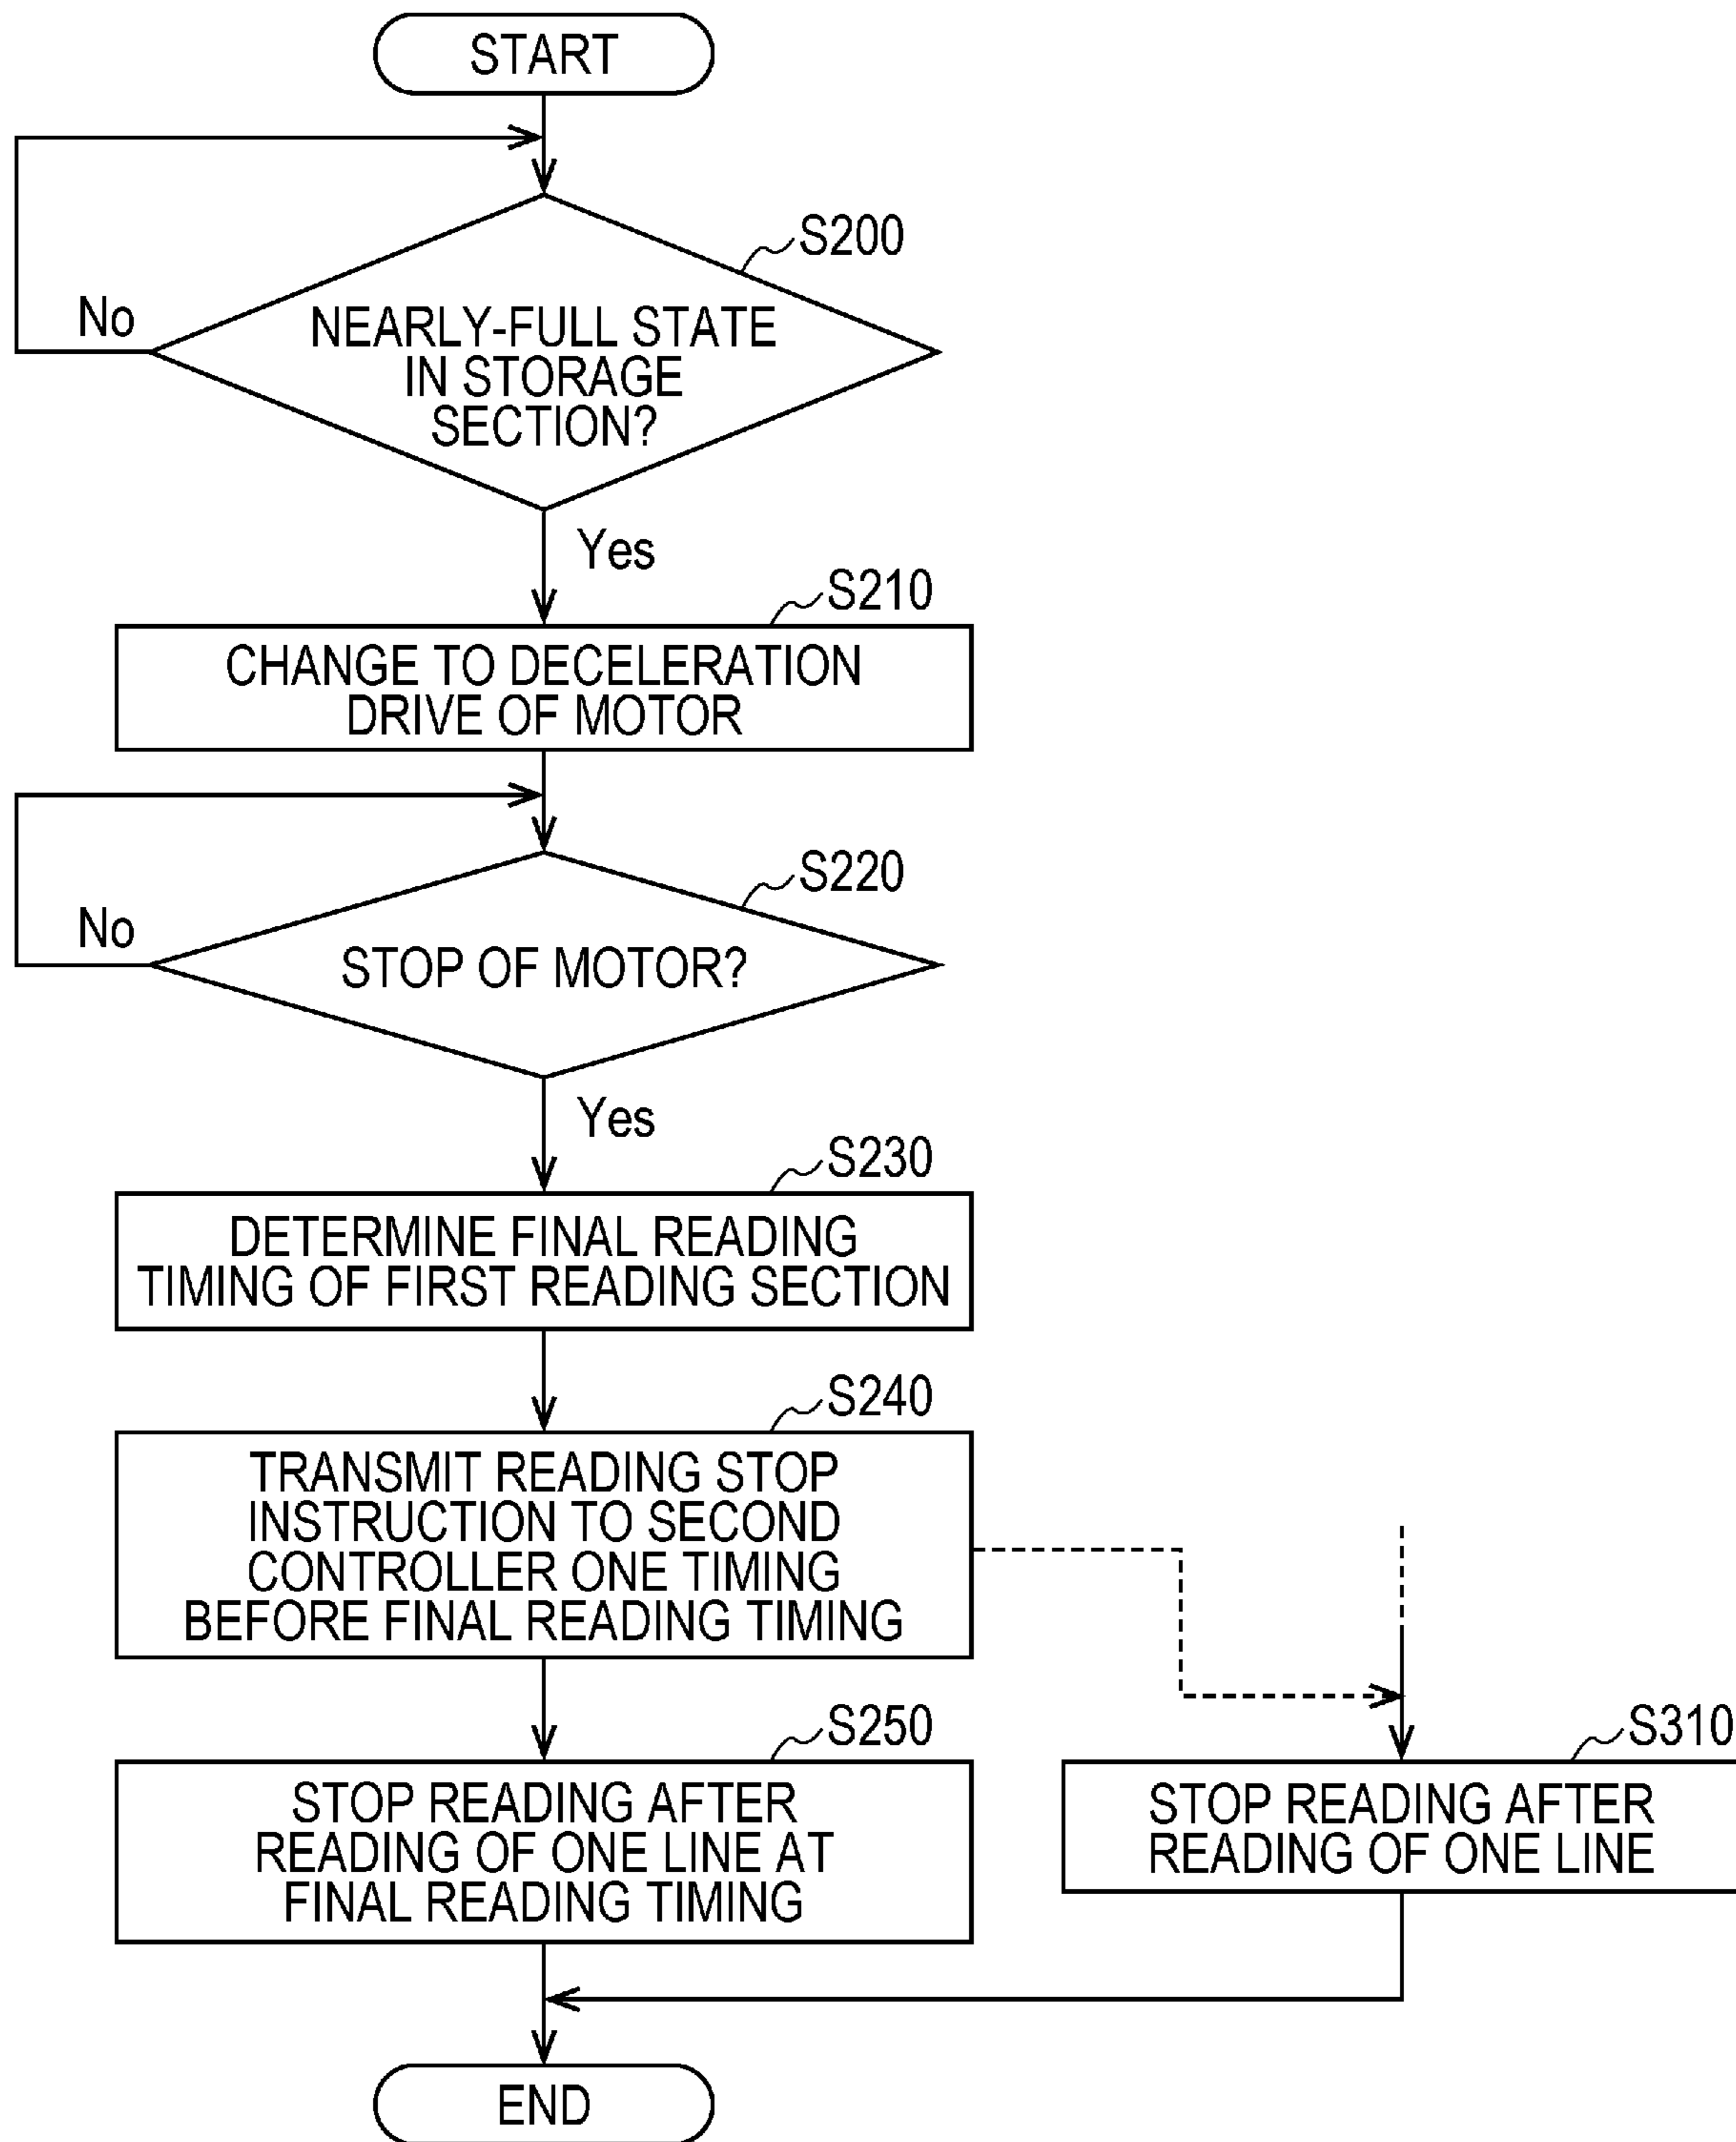 START
S200
No
NEARLY-FULL STATE
IN STORAGE
SECTION?
Yes
S210
CHANGE TO DECELERATION
DRIVE OF MOTOR
S220
No
STOP OF MOTOR?
Yes
S230
DETERMINE FINAL READING
TIMING OF FIRST READING SECTION
S240
TRANSMIT READING STOP
INSTRUCTION TO SECOND
CONTROLLER ONE TIMING
BEFORE FINAL READING TIMING
S250
STOP READING AFTER
READING OF ONE LINE AT
FINAL READING TIMING
S310
STOP READING AFTER
READING OF ONE LINE
END